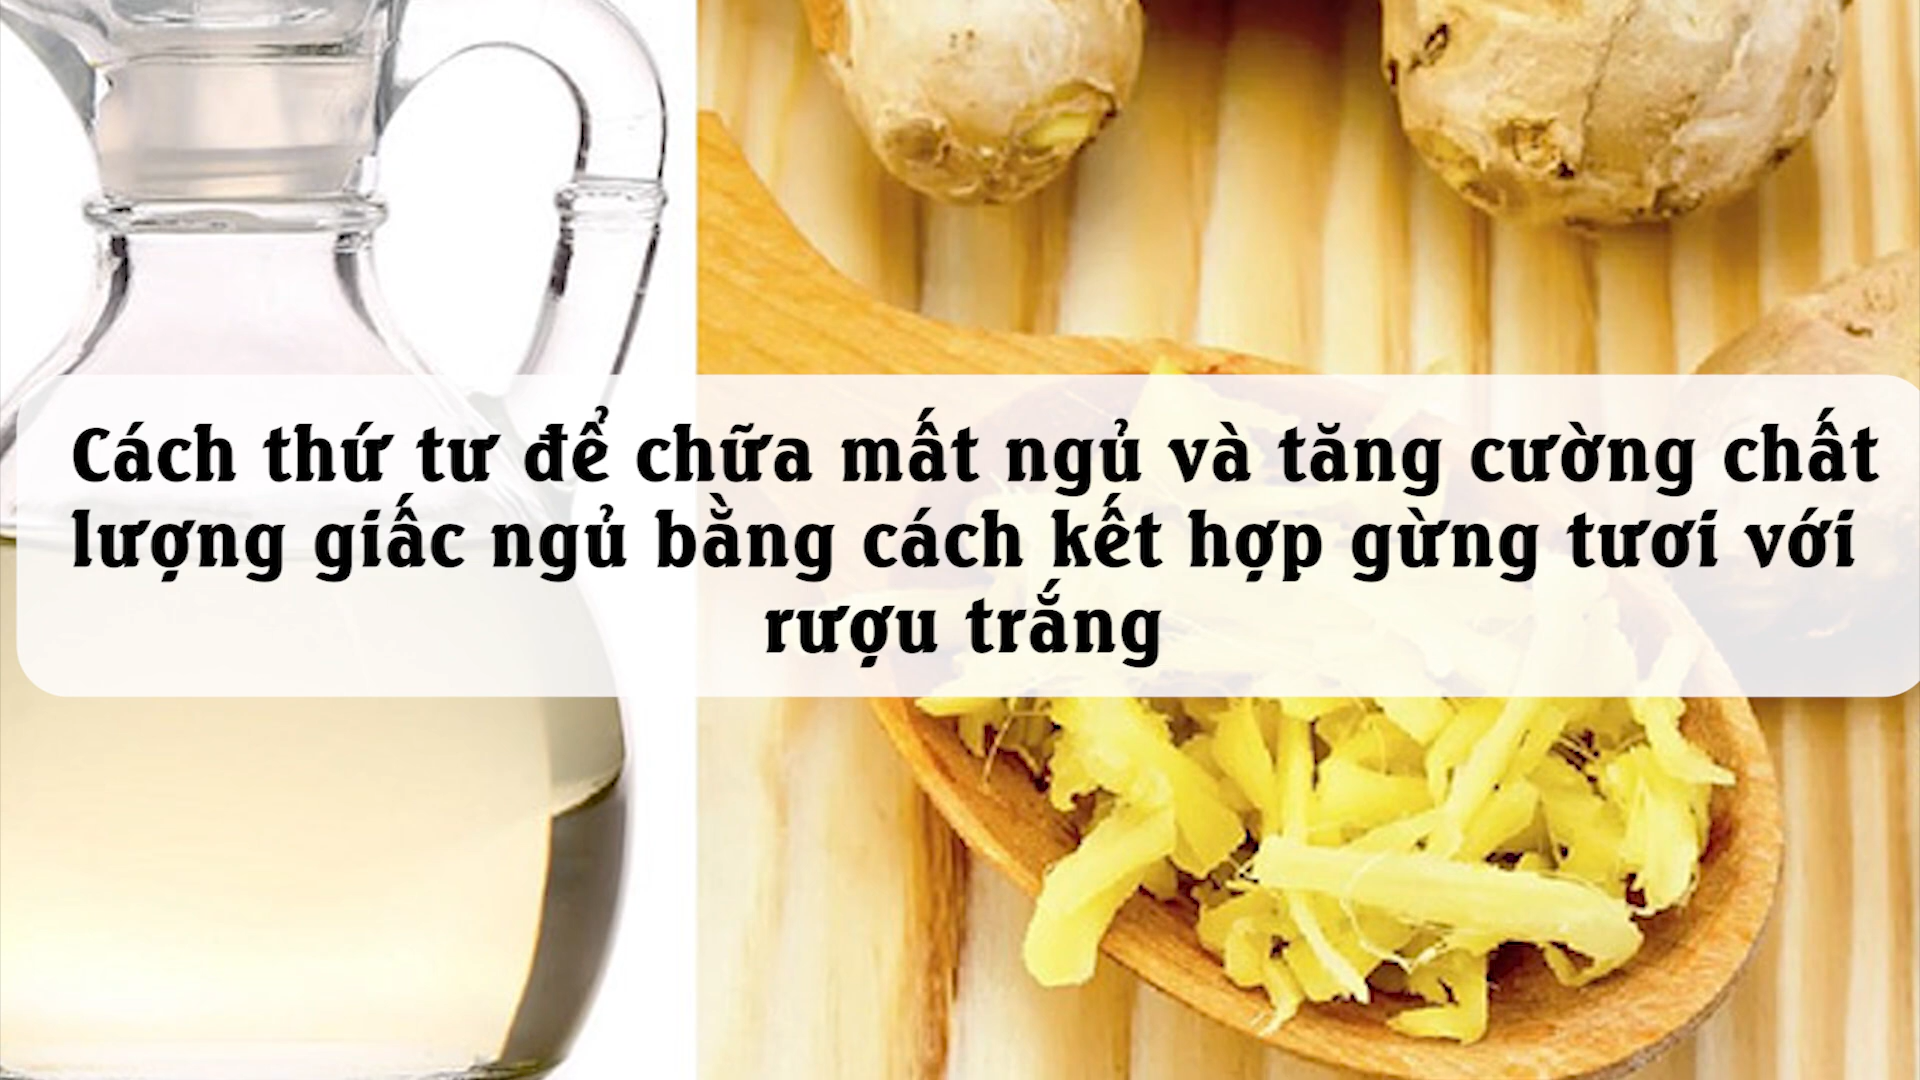 Cách thứ tư để chữa mất ngủ và tăng cường chất
lượng giấc ngủ bằng cách kết hợp gừng tươi với
rượu trắng